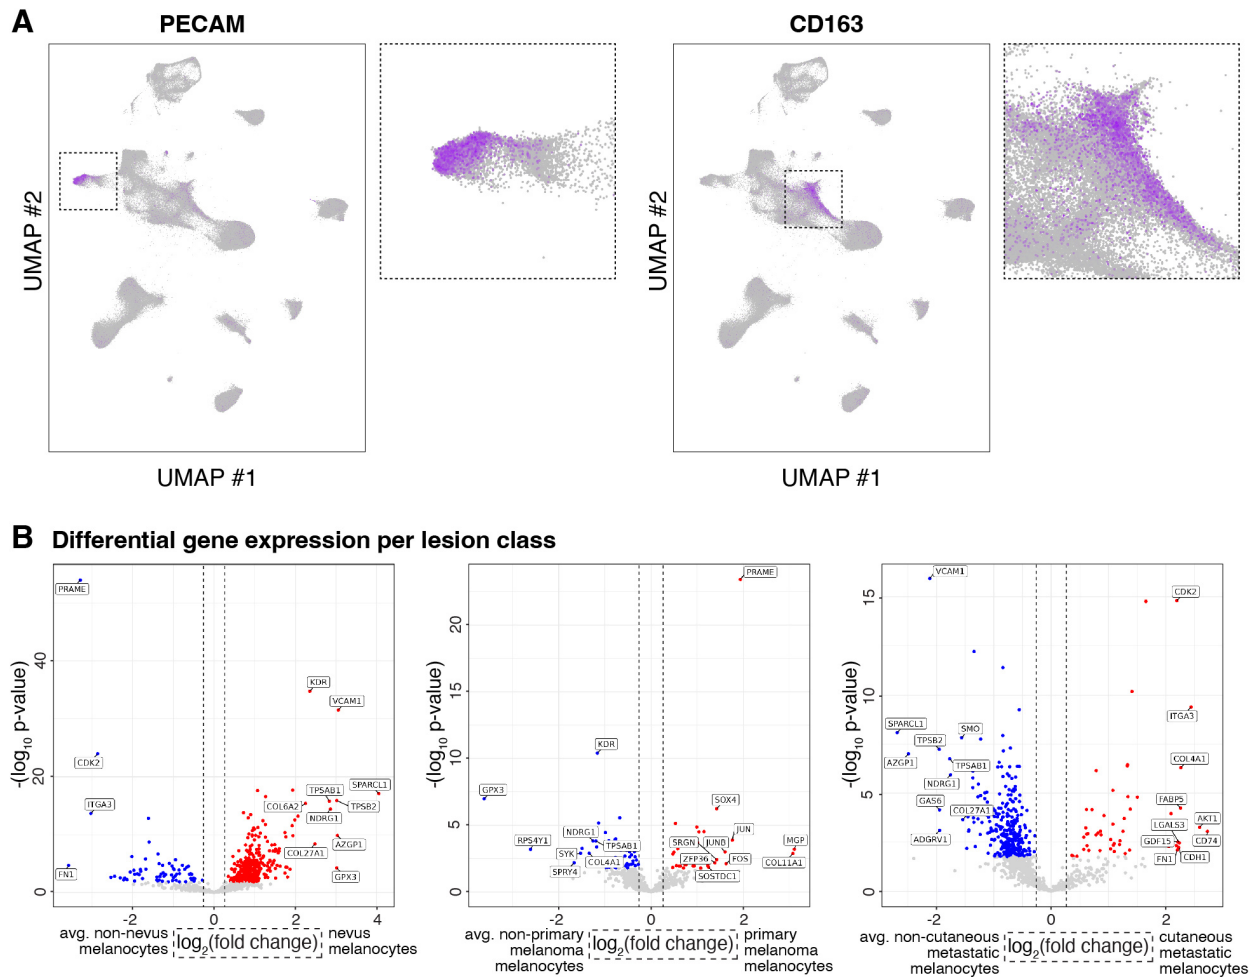 A
PECAM
CD163
UMAP #2
UMAP #1
UMAP #2
UMAP #1
B Differential gene expression per lesion class
-(log10 p-value)
40
20
0
-2
0
2
4
PRAME
KDR
VCAM1
CDK2
ITGA3
SPARCL1
TPSAB1
COL6A2
TPSB2
NDRG1
AZGP1
COL27A1
FN1
GPX3
avg. non-nevus
melanocytes
log2(fold change)
nevus
melanocytes
-(log10 p-value)
20
15
10
5
0
-2
0
2
PRAME
KDR
GPX3
SOX4
NDRG1
JUN
RPS4Y1
TPSAB1
SRGN
JUNB
MGP
SYK
COL4A1
ZFP36
FOS
COL11A1
SPRY4
SOSTDC1
avg. non-primary
melanoma
melanocytes
log2(fold change)
primary
melanoma
melanocytes
-(log10 p-value)
15
10
5
0
-2
0
2
VCAM1
CDK2
ITGA3
SPARCL1
SMO
TPSB2
AZGP1
TPSAB1
COL4A1
NDRG1
GAS6
FABP5
COL27A1
AKT1
LGALS3
ADGRV1
GDF15
CD74
FN1
CDH1
avg. non-cutaneous
metastatic
melanocytes
log2(fold change)
cutaneous
metastatic
melanocytes